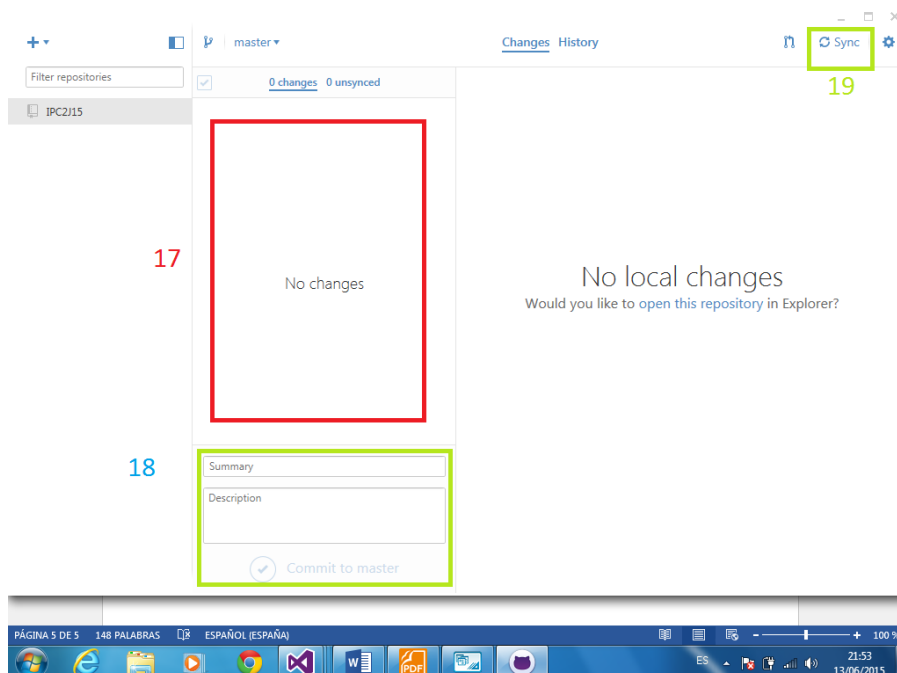 master
Changes History
Sync
19
Filter repositories
0 changes 0 unsynced
IPC2J15
17
No changes
No local changes
Would you like to open this repository in Explorer?
18
Summary
Description
Commit to master
PÁGINA 5 DE 5 148 PALABRAS ESPAÑOL (ESPAÑA) 100 %
W PDF ES 21:53
13/06/2015